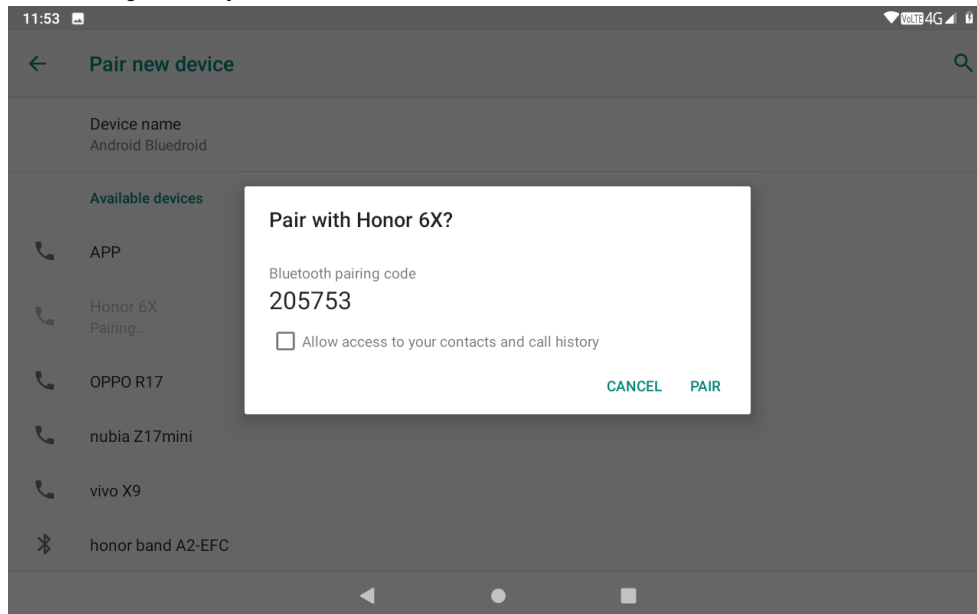 11:53
VoLTE 4G
Pair new device
Device name
Android Bluedroid
Available devices
APP
Honor 6X
Pairing…
OPPO R17
nubia Z17mini
vivo X9
honor band A2-EFC
Pair with Honor 6X?
Bluetooth pairing code
205753
Allow access to your contacts and call history
CANCEL PAIR